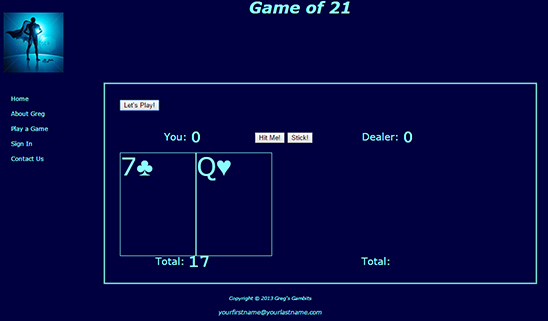 Game of 21
Home
About Greg
Play a Game
Sign In
Contact Us
Let's Play!
You: 0
Hit Me! Stick!
Dealer: 0
7♣ Q♥
Total: 17
Total:
Copyright © 2013 Greg's Gambits
yourfirstname@yourlastname.com